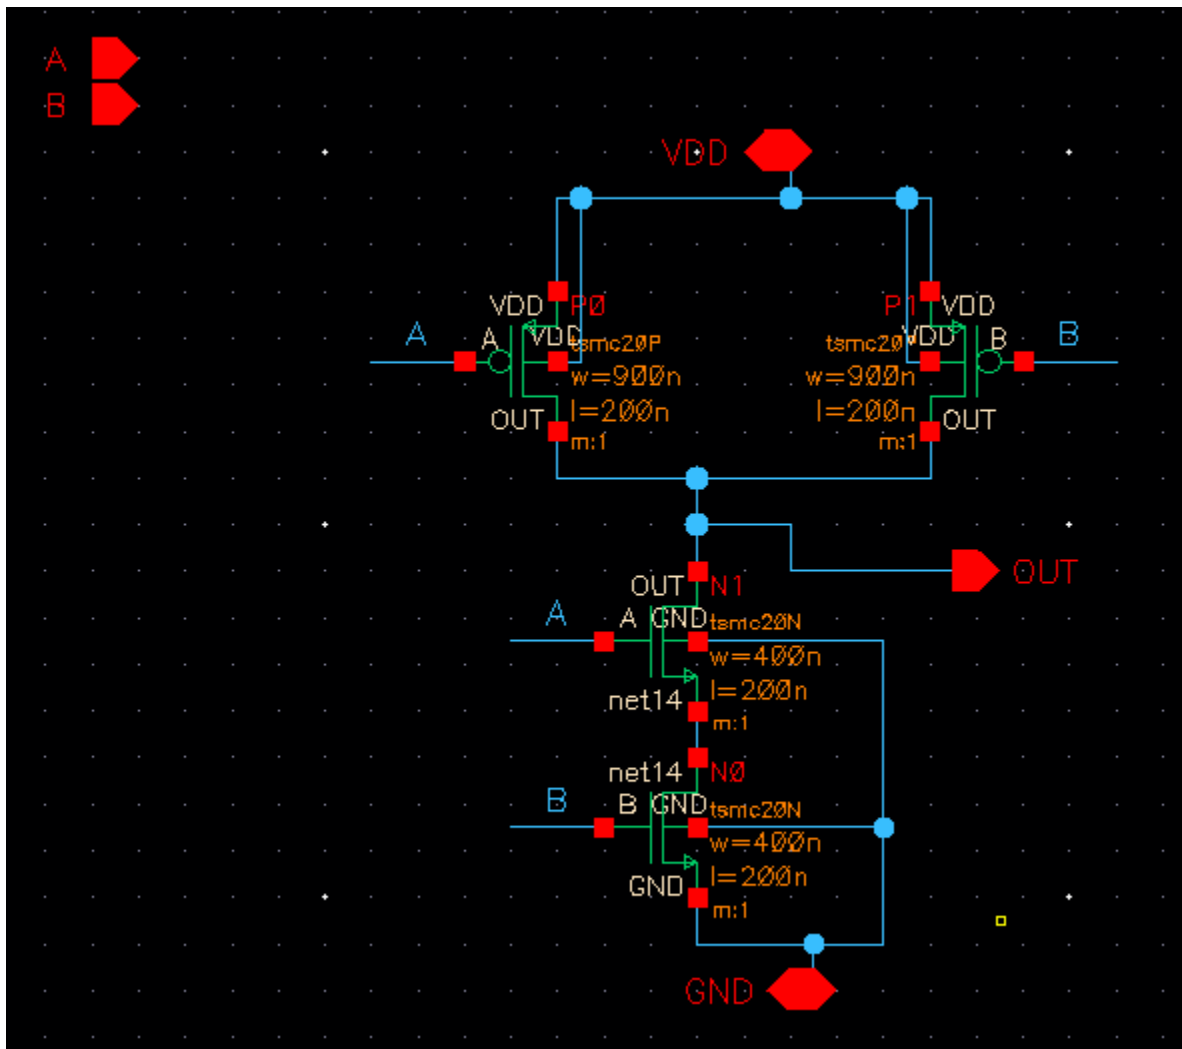 A
B
VDD
VDD P0
P1 VDD
A
A
VDD
tsmc20P
tsmc20
VDD
B
B
w=900n
w=900n
OUT
l=200n
l=200n
OUT
m:1
m:1
OUT
OUT N1
A
A
GND
tsmc20N
w=400n
net14
l=200n
m:1
net14
N0
B
B
GND
tsmc20N
w=400n
GND
l=200n
m:1
GND